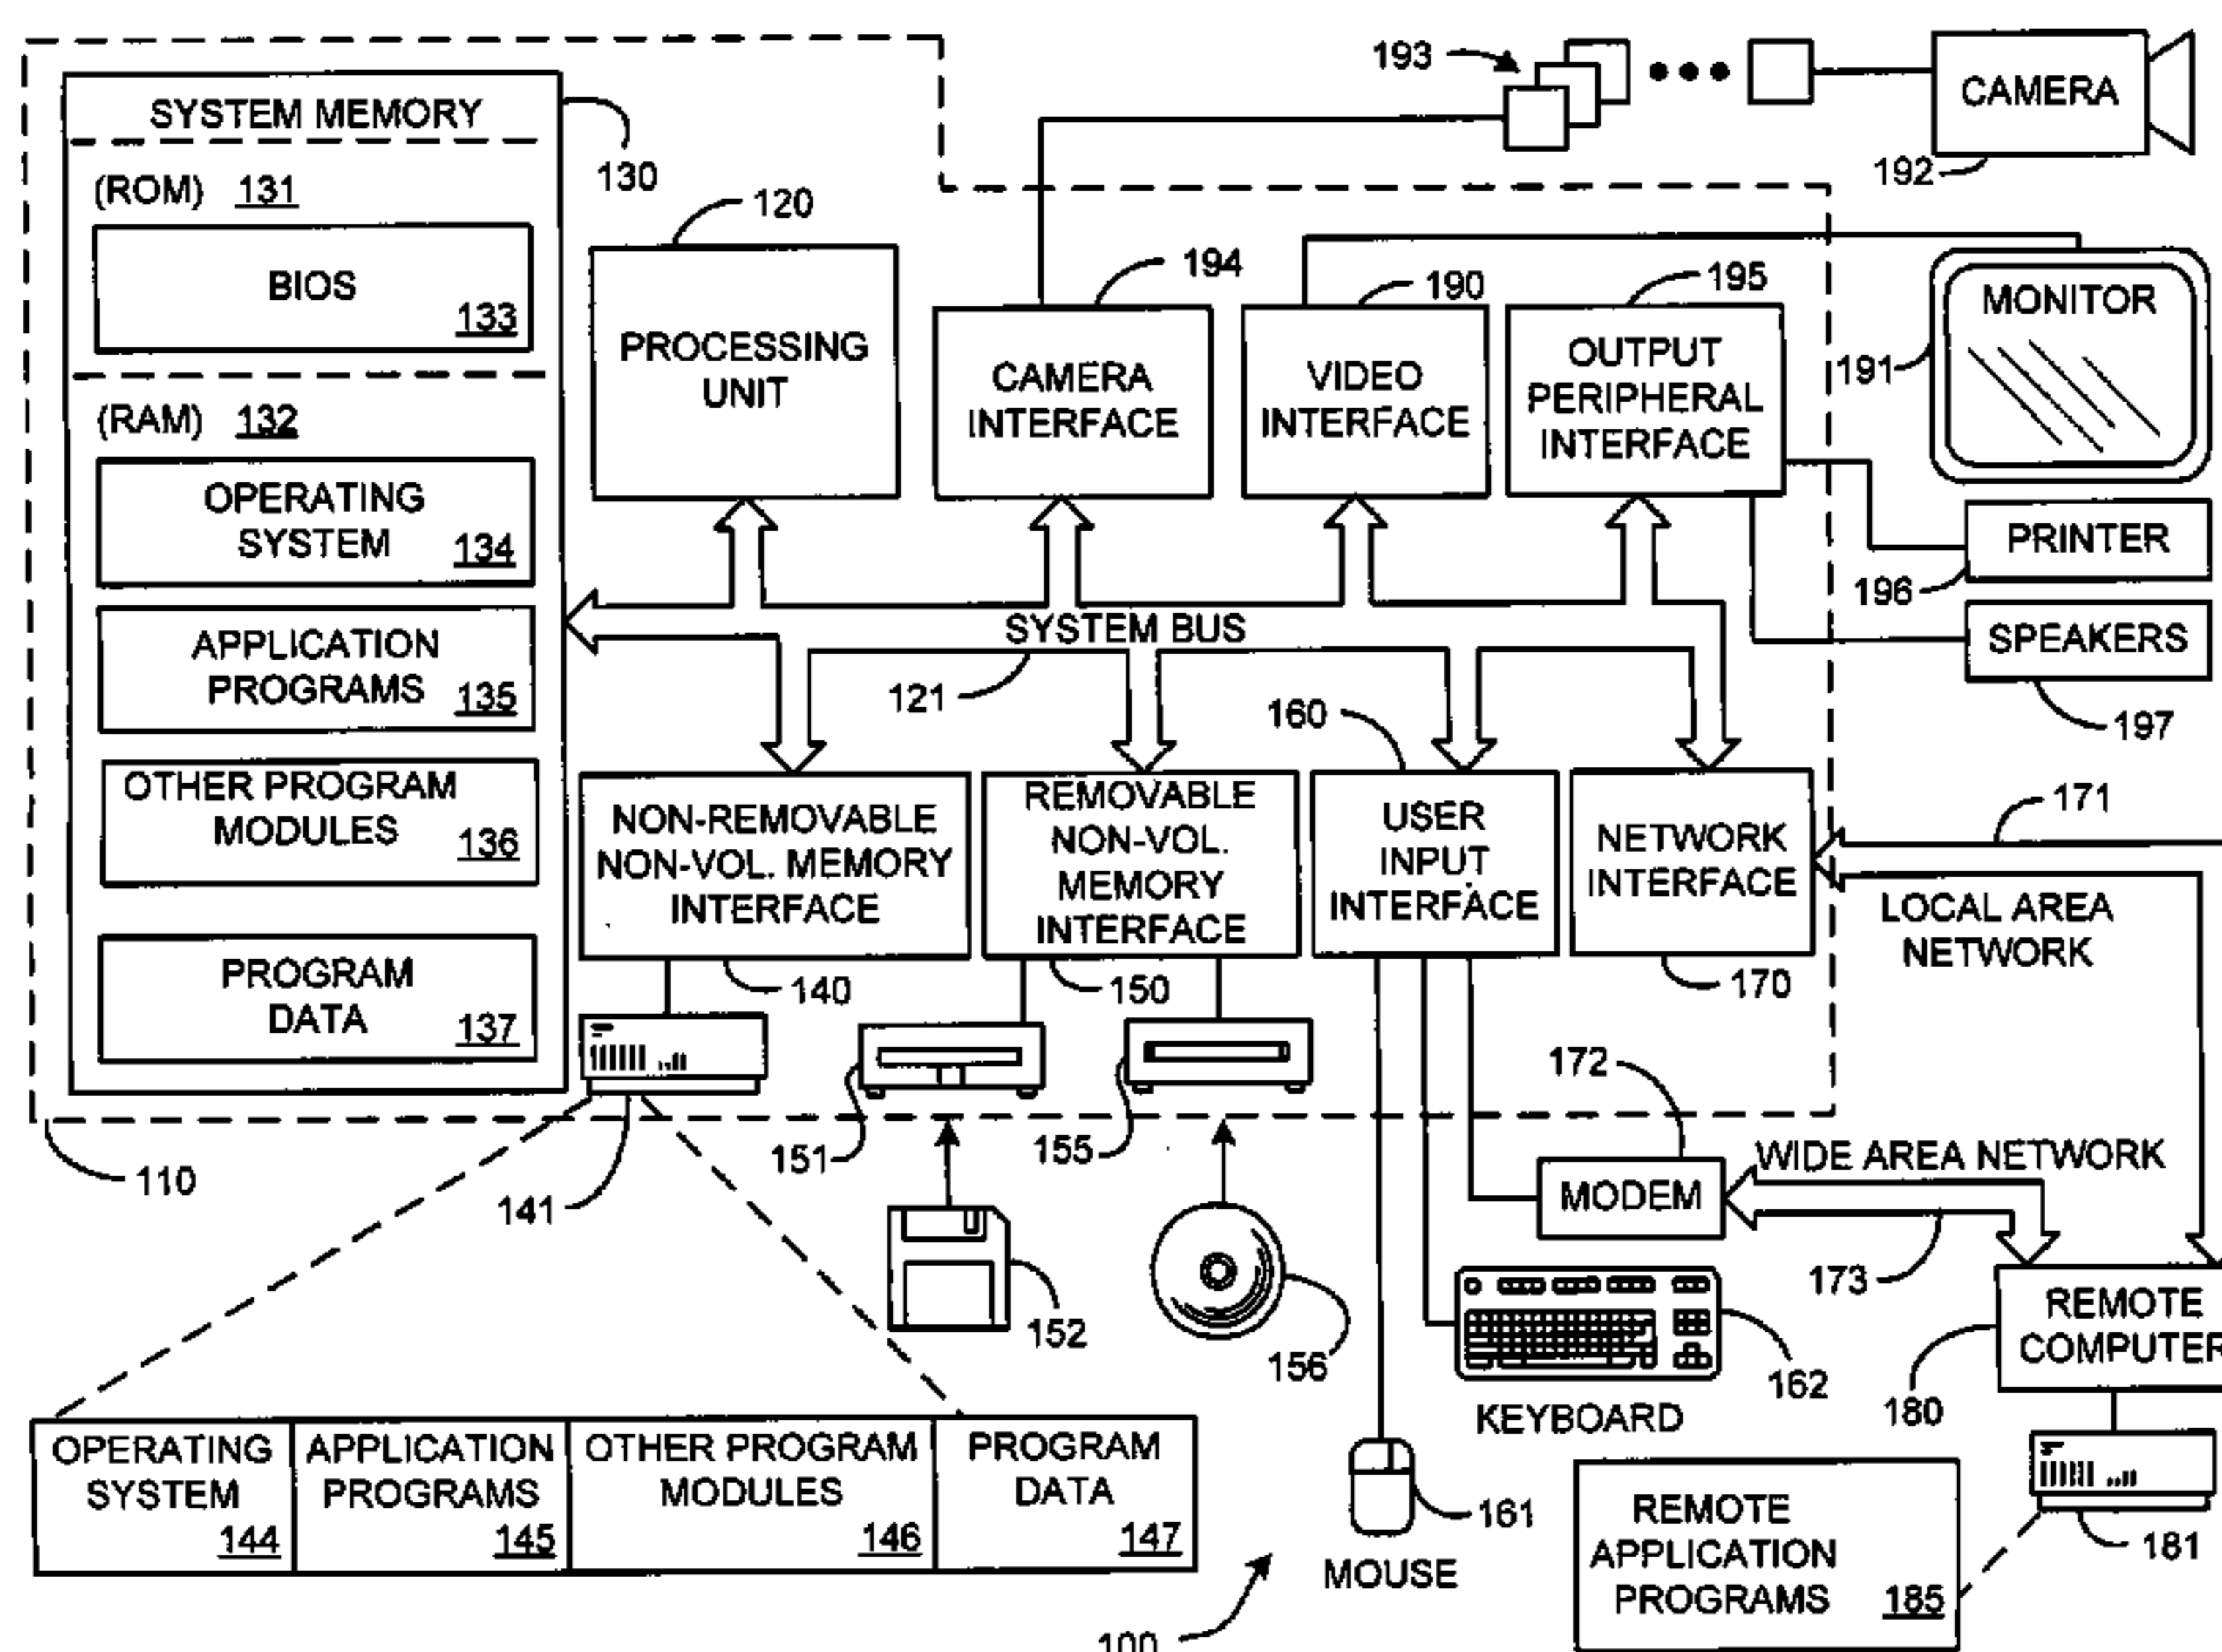 SYSTEM MEMORY
130
(ROM) 131
BIOS
133
(RAM) 132
OPERATING
SYSTEM
134
APPLICATION
PROGRAMS
135
OTHER PROGRAM
MODULES
136
PROGRAM
DATA
137
120
PROCESSING
UNIT
194
CAMERA
INTERFACE
190
VIDEO
INTERFACE
195
OUTPUT
PERIPHERAL
INTERFACE
193
CAMERA
192
MONITOR
191
PRINTER
196
SPEAKERS
197
SYSTEM BUS
121
NON-REMOVABLE
NON-VOL. MEMORY
INTERFACE
140
REMOVABLE
NON-VOL.
MEMORY
INTERFACE
150
160
USER
INPUT
INTERFACE
NETWORK
INTERFACE
170
171
LOCAL AREA
NETWORK
110
141
151
155
152
156
172
MODEM
WIDE AREA NETWORK
173
162
KEYBOARD
161
MOUSE
REMOTE
COMPUTER
180
181
REMOTE
APPLICATION
PROGRAMS
185
OPERATING
SYSTEM
144
APPLICATION
PROGRAMS
145
OTHER PROGRAM
MODULES
146
PROGRAM
DATA
147
100